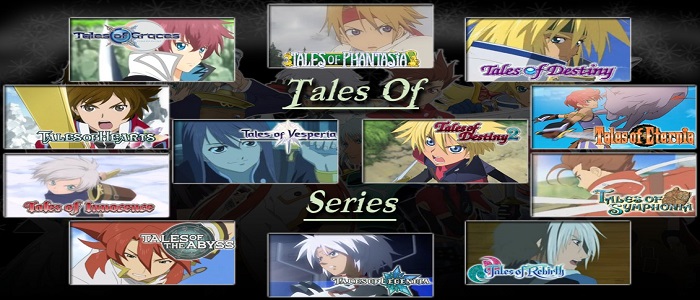 Tales of Graces
TALES OF PHANTASIA
Tales of Destiny
Tales Of
TALES OF HEARTS
Tales of Vesperia
Tales of Destiny 2
Tales of Eternia
Tales of Innocence
Series
TALES OF SYMPHONIA
TALES OF THE ABYSS
TALES OF LEGENDIA
Tales of Rebirth